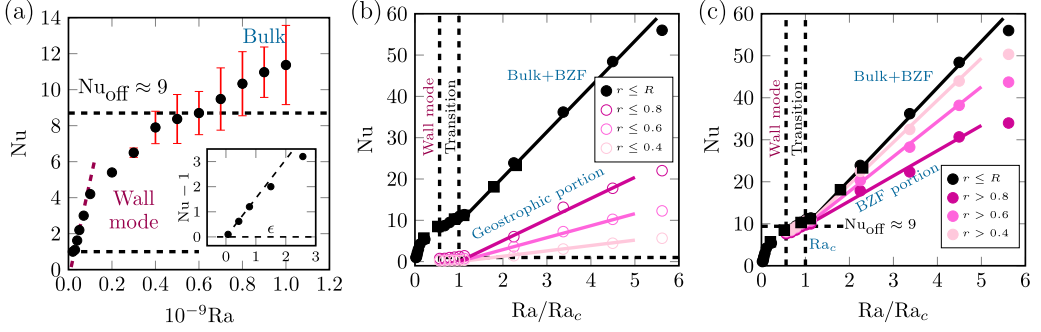 (a)
14
12
10
8
6
4
2
0
Nu
Bulk
Nu_off ≈ 9
Wall
mode
3
2
1
0
Nu − 1
ϵ
0 1 2 3
0.0 0.2 0.4 0.6 0.8 1.0 1.2
10^−9Ra
(b)
60
50
40
30
20
10
0
Nu
Wall mode
Transition
Bulk+BZF
r ≤ R
r ≤ 0.8
r ≤ 0.6
r ≤ 0.4
Geostrophic portion
0 1 2 3 4 5 6
Ra/Ra_c
(c)
60
50
40
30
20
10
0
Nu
Wall mode
Transition
Bulk+BZF
BZF portion
Nu_off ≈ 9
Ra_c
r ≤ R
r > 0.8
r > 0.6
r > 0.4
0 1 2 3 4 5 6
Ra/Ra_c